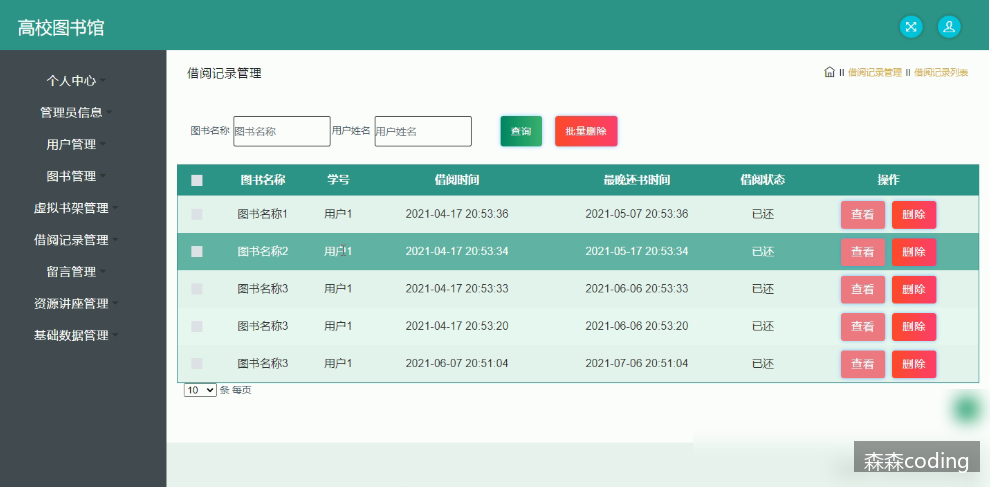 高校图书馆
个人中心
管理员信息
用户管理
图书管理
虚拟书架管理
借阅记录管理
留言管理
资源讲座管理
基础数据管理
借阅记录管理
II 借阅记录管理 II 借阅记录列表
图书名称 图书名称 用户姓名 用户姓名 查询 批量删除
图书名称 学号 借阅时间 最晚还书时间 借阅状态 操作
图书名称1 用户1 2021-04-17 20:53:36 2021-05-07 20:53:36 已还 查看 删除
图书名称2 用户1 2021-04-17 20:53:34 2021-05-17 20:53:34 已还 查看 删除
图书名称3 用户1 2021-04-17 20:53:33 2021-06-06 20:53:33 已还 查看 删除
图书名称3 用户1 2021-04-17 20:53:20 2021-06-06 20:53:20 已还 查看 删除
图书名称3 用户1 2021-06-07 20:51:04 2021-07-06 20:51:04 已还 查看 删除
10 条 每页
森森coding